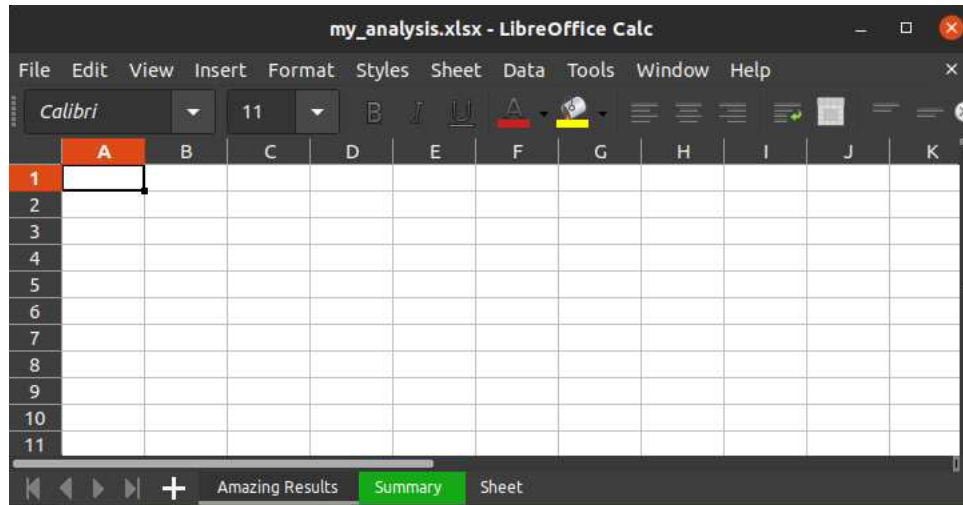 my_analysis.xlsx - LibreOffice Calc
File Edit View Insert Format Styles Sheet Data Tools Window Help
Calibri 11 B I U A
A B C D E F G H I J K
1
2
3
4
5
6
7
8
9
10
11
Amazing Results Summary Sheet